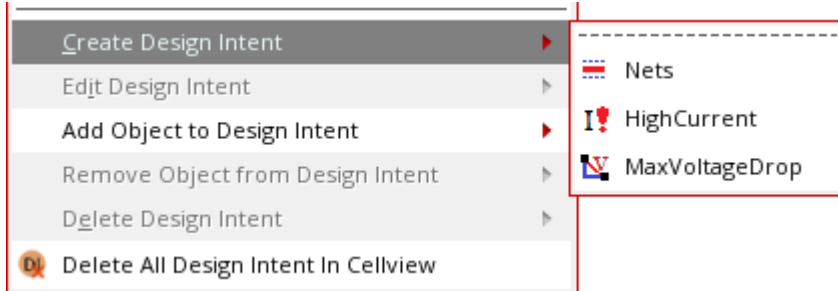 Create Design Intent
Edit Design Intent
Add Object to Design Intent
Remove Object from Design Intent
Delete Design Intent
Delete All Design Intent In Cellview
Nets
HighCurrent
MaxVoltageDrop